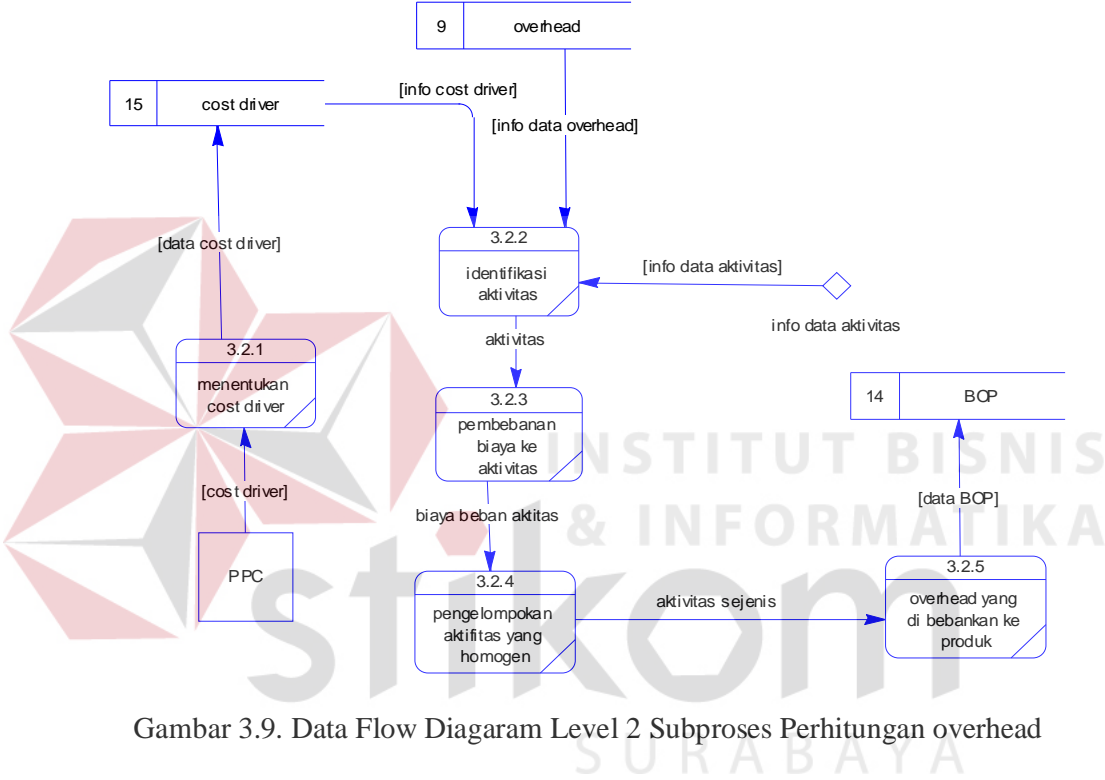 9 overhead
15 cost driver
[info cost driver]
[info data overhead]
[data cost driver]
3.2.2
identifikasi
aktivitas
[info data aktivitas]
info data aktivitas
aktivitas
3.2.1
menentukan
cost driver
3.2.3
pembebanan
biaya ke
aktivitas
14 BOP
[cost driver]
biaya beban aktitas
[data BOP]
PPC
3.2.4
pengelompokan
aktifitas yang
homogen
aktivitas sejenis
3.2.5
overhead yang
di bebankan ke
produk
INSTITUT BISNIS
& INFORMATIKA
stikom
SURABAYA
Gambar 3.9. Data Flow Diagaram Level 2 Subproses Perhitungan overhead